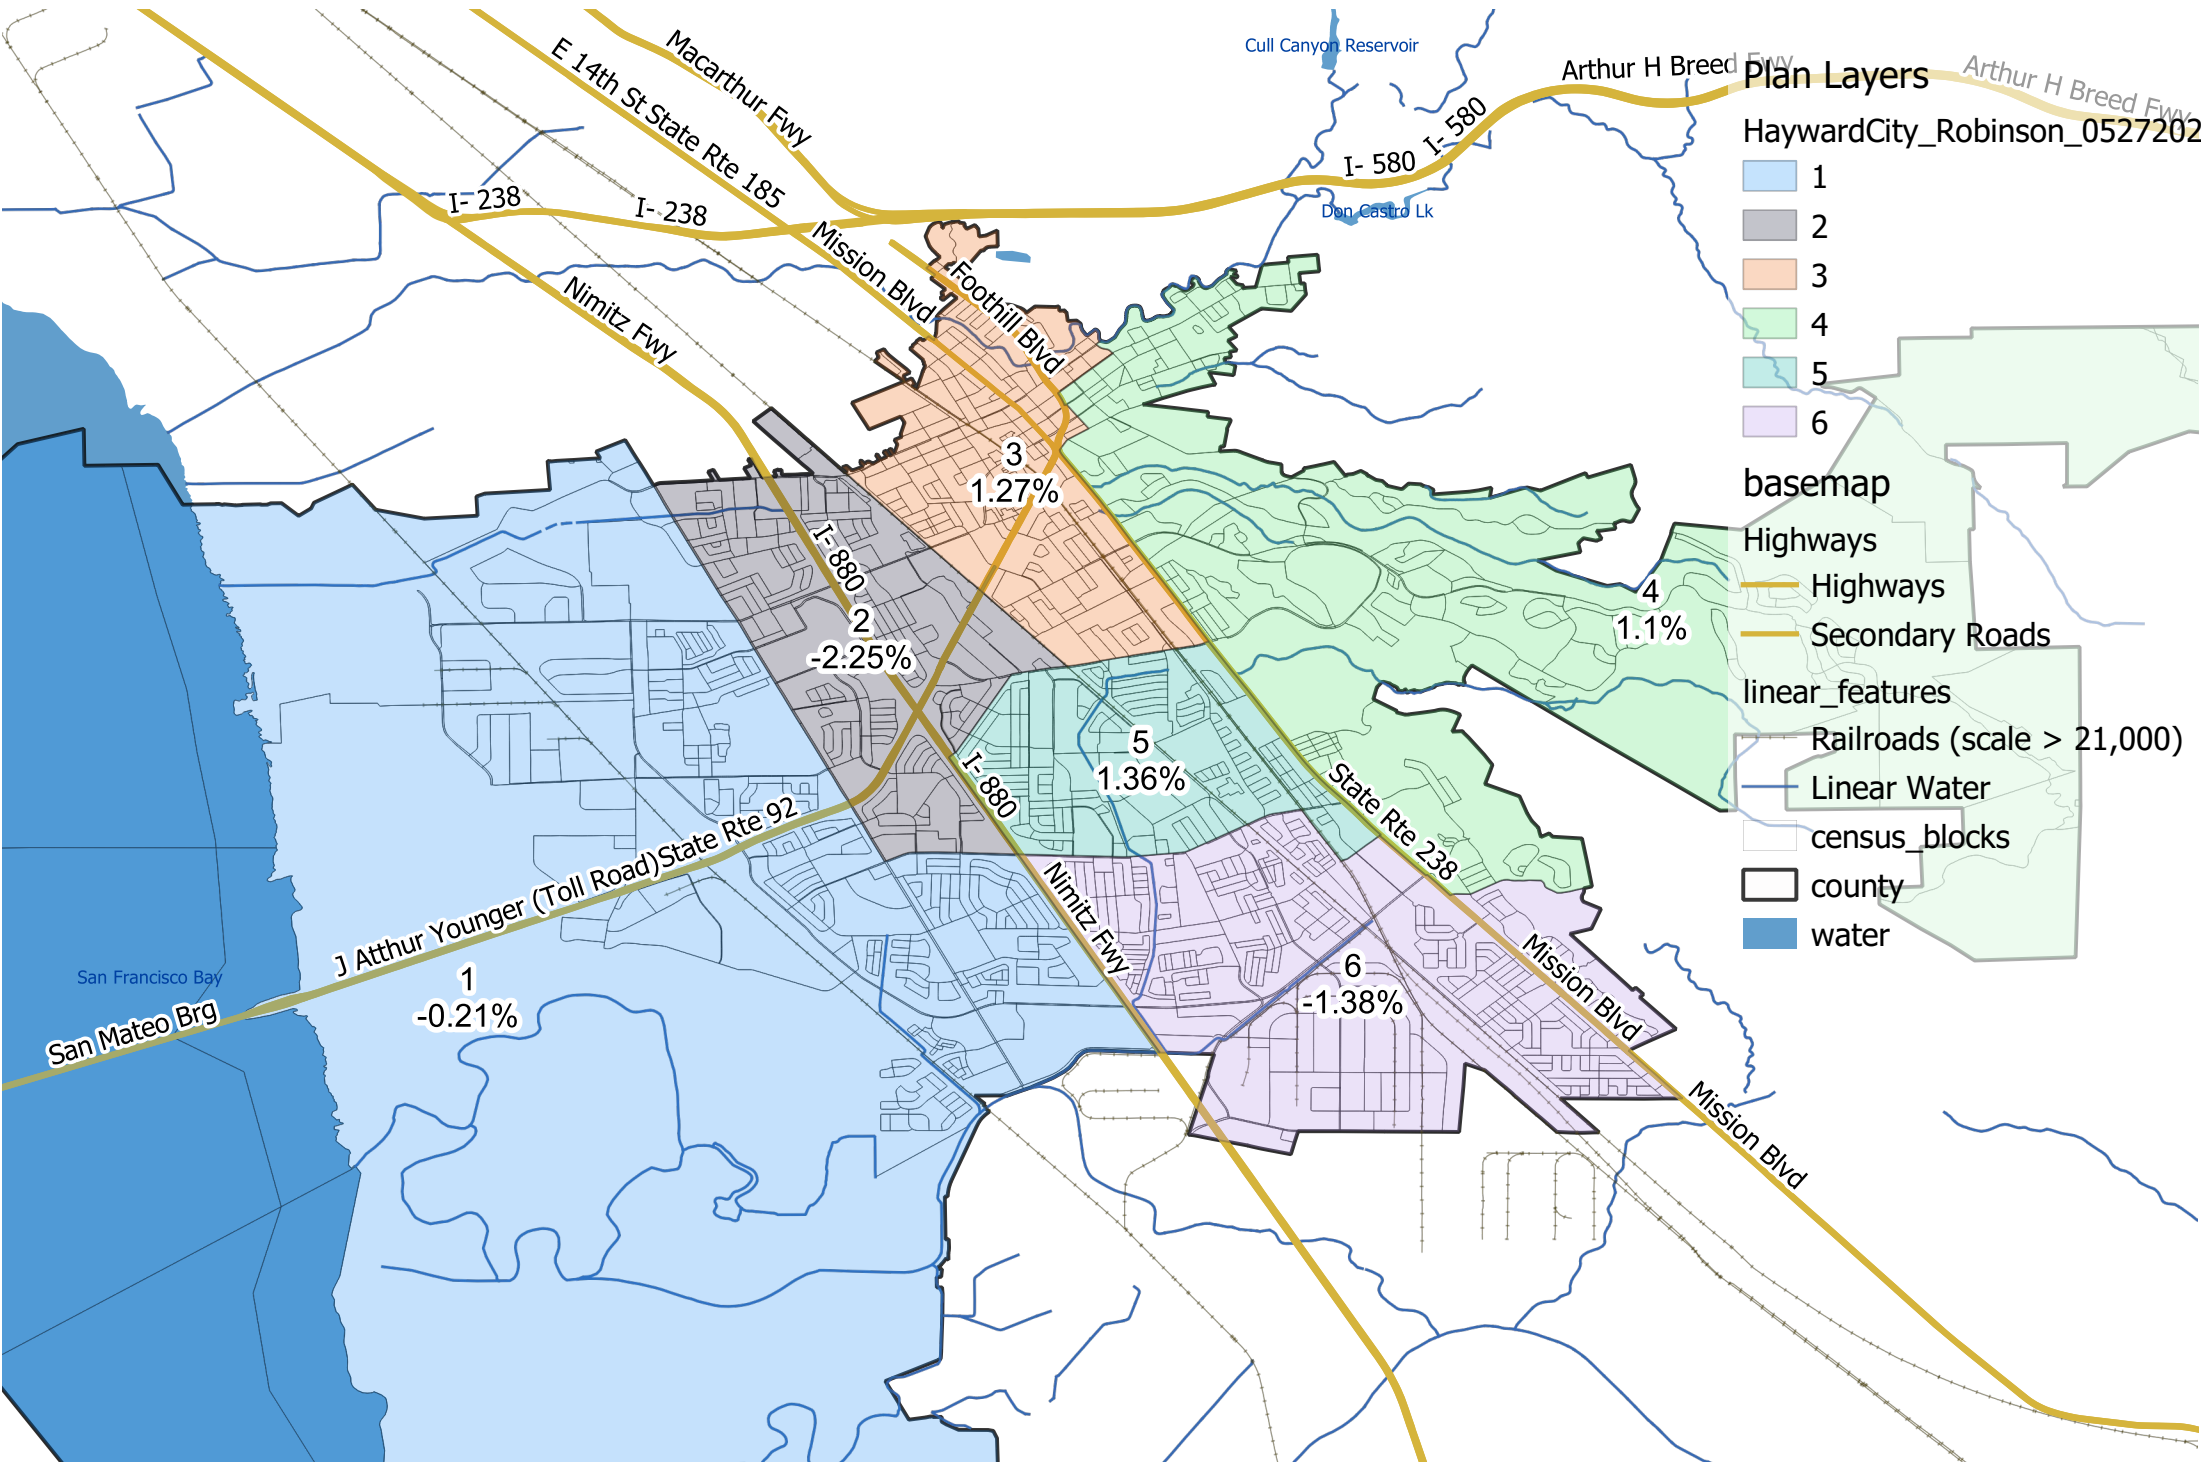 Cull Canyon Reservoir
Macarthur Fwy
E 14th St
State Rte 185
Arthur H Breed Fwy
Arthur H Breed Fwy
I- 580
I- 580
I- 238
I- 238
Don Castro Lk
Mission Blvd
Foothill Blvd
Nimitz Fwy
3
1.27%
I- 880
2
-2.25%
4
1.1%
5
1.36%
I- 880
State Rte 238
J Atthur Younger (Toll Road)
State Rte 92
Nimitz Fwy
San Francisco Bay
1
-0.21%
San Mateo Brg
6
-1.38%
Mission Blvd
Mission Blvd
Plan Layers
HaywardCity_Robinson_0527202
1
2
3
4
5
6
basemap
Highways
Highways
Secondary Roads
linear_features
Railroads (scale > 21,000)
Linear Water
census_blocks
county
water